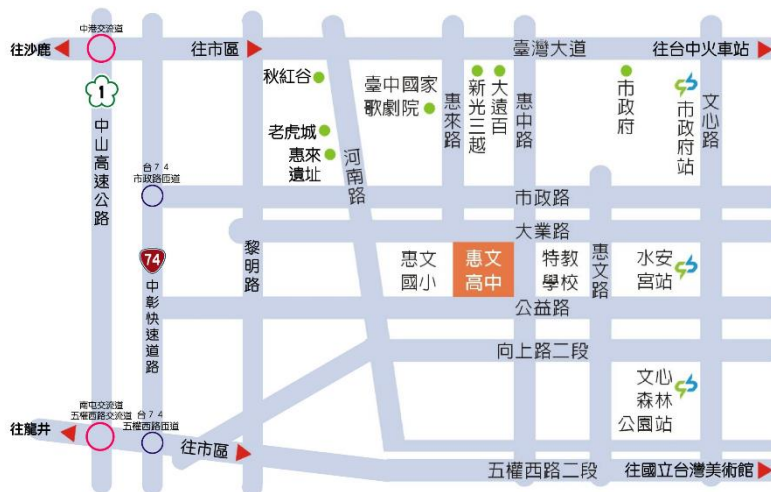 中港交流道
往沙鹿
往市區
臺灣大道
往台中火車站
1
中山高速公路
秋紅谷
臺中國家
歌劇院
惠來路
新光三越
大遠百
惠中路
市政府
市政府站
文心路
老虎城
惠來
遺址
河南路
台74
市政路匝道
市政路
大業路
74
中彰快速道路
黎明路
惠文
國小
惠文
高中
特教
學校
惠文路
水安
宮站
公益路
向上路二段
文心
森林
公園站
南屯交流道
五權西路交流道
台74
五權西路匝道
往龍井
往市區
五權西路二段
往國立台灣美術館